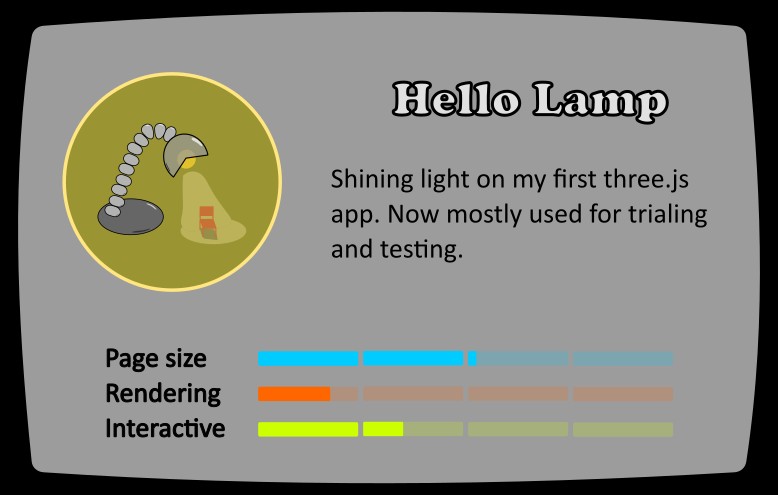 Hello Lamp
Shining light on my first three.js
app. Now mostly used for trialing
and testing.
Page size
Rendering
Interactive